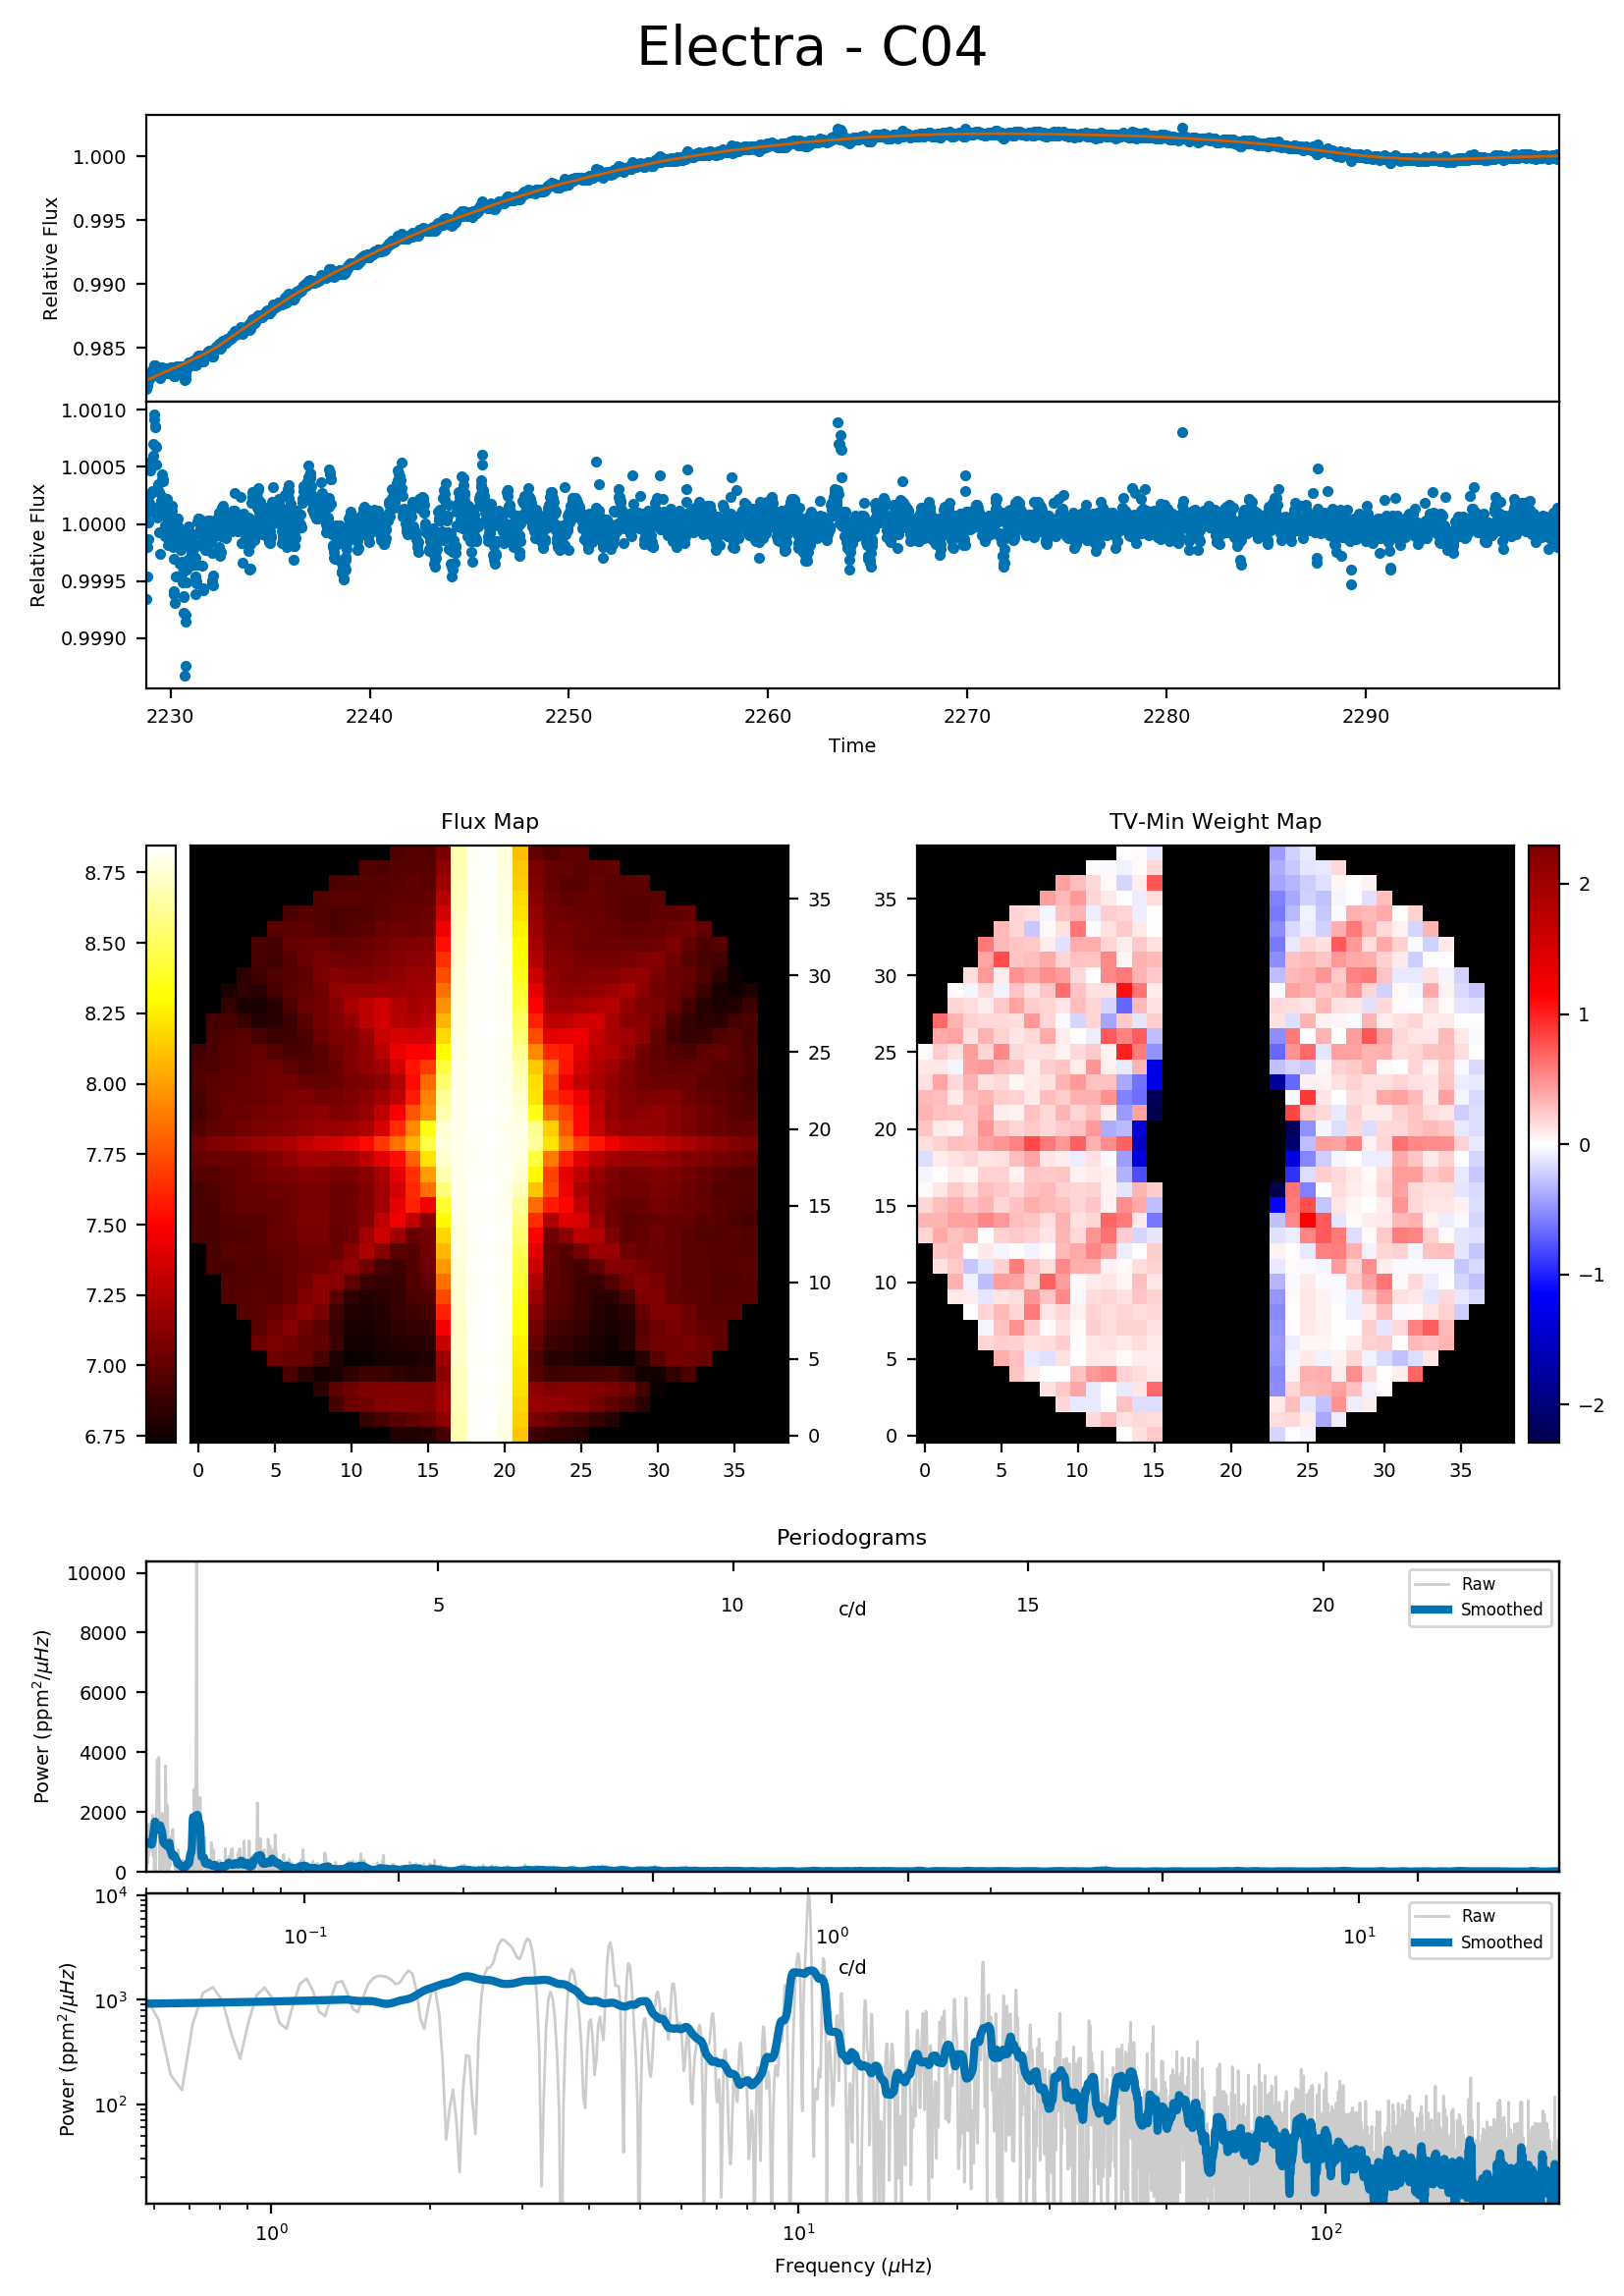 Electra - C04
Relative Flux
1.000
0.995
0.990
0.985
Relative Flux
1.0010
1.0005
1.0000
0.9995
0.9990
2230 2240 2250 2260 2270 2280 2290
Time
Flux Map
8.75
8.50
8.25
8.00
7.75
7.50
7.25
7.00
6.75
35
30
25
20
15
10
5
0
0 5 10 15 20 25 30 35
TV-Min Weight Map
35
30
25
20
15
10
5
0
0 5 10 15 20 25 30 35
2
1
0
−1
−2
Periodograms
Power (ppm²/μHz)
10000
8000
6000
4000
2000
0
5 10 15 20
c/d
Raw
Smoothed
Power (ppm²/μHz)
10⁴
10³
10²
10⁻¹ 10⁰ 10¹
c/d
Raw
Smoothed
10⁰ 10¹ 10²
Frequency (μHz)